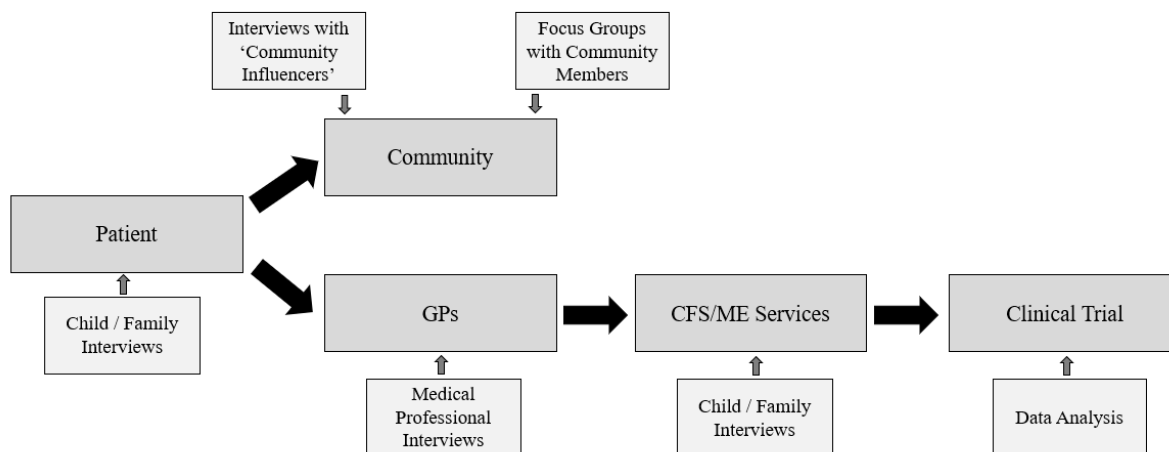 Interviews with
‘Community
Influencers’
Focus Groups
with Community
Members
Community
Patient
Child / Family
Interviews
GPs
CFS/ME Services
Clinical Trial
Medical
Professional
Interviews
Child / Family
Interviews
Data Analysis